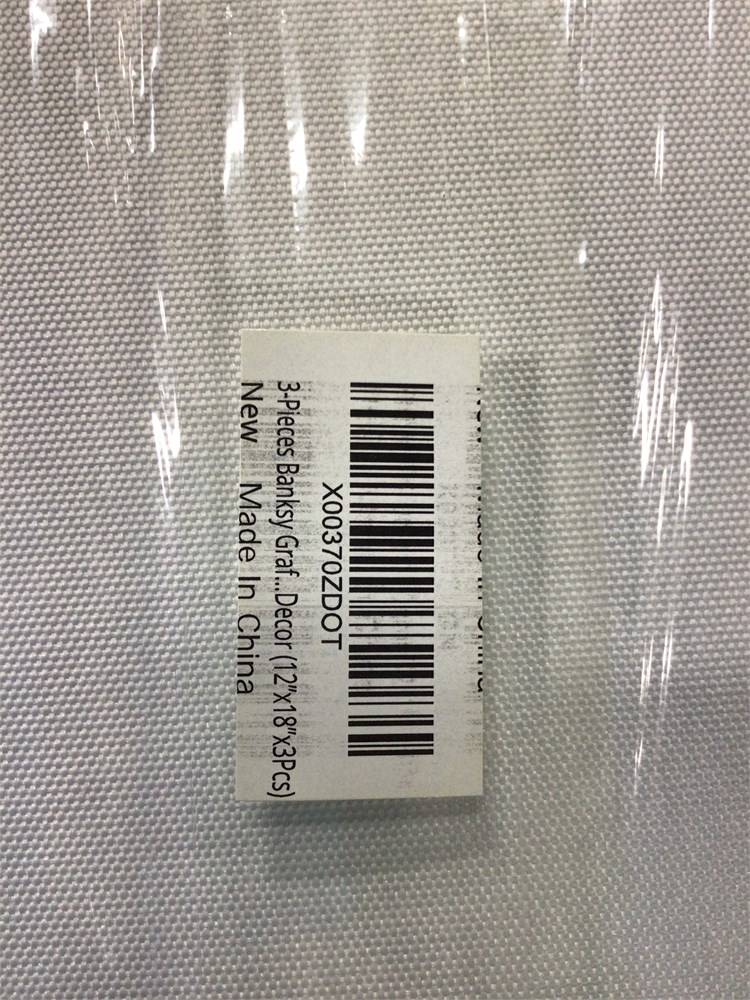 X00370ZDOT
3-Pieces Banksy Graf...Decor (12"x18"x3Pcs)
New Made In China